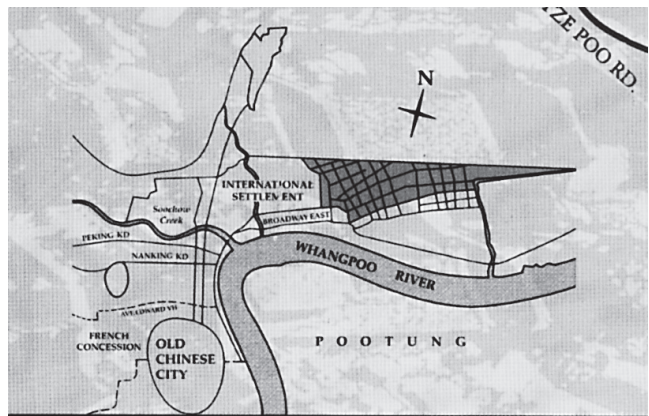 ZE POO RD.
N
INTERNATIONAL
SETTLEMENT
Soochow
Creek
BROADWAY EAST
PEKING RD
NANKING RD
WHANGPOO RIVER
AVE EDWARD VII
FRENCH
CONCESSION
OLD
CHINESE
CITY
POOTUNG